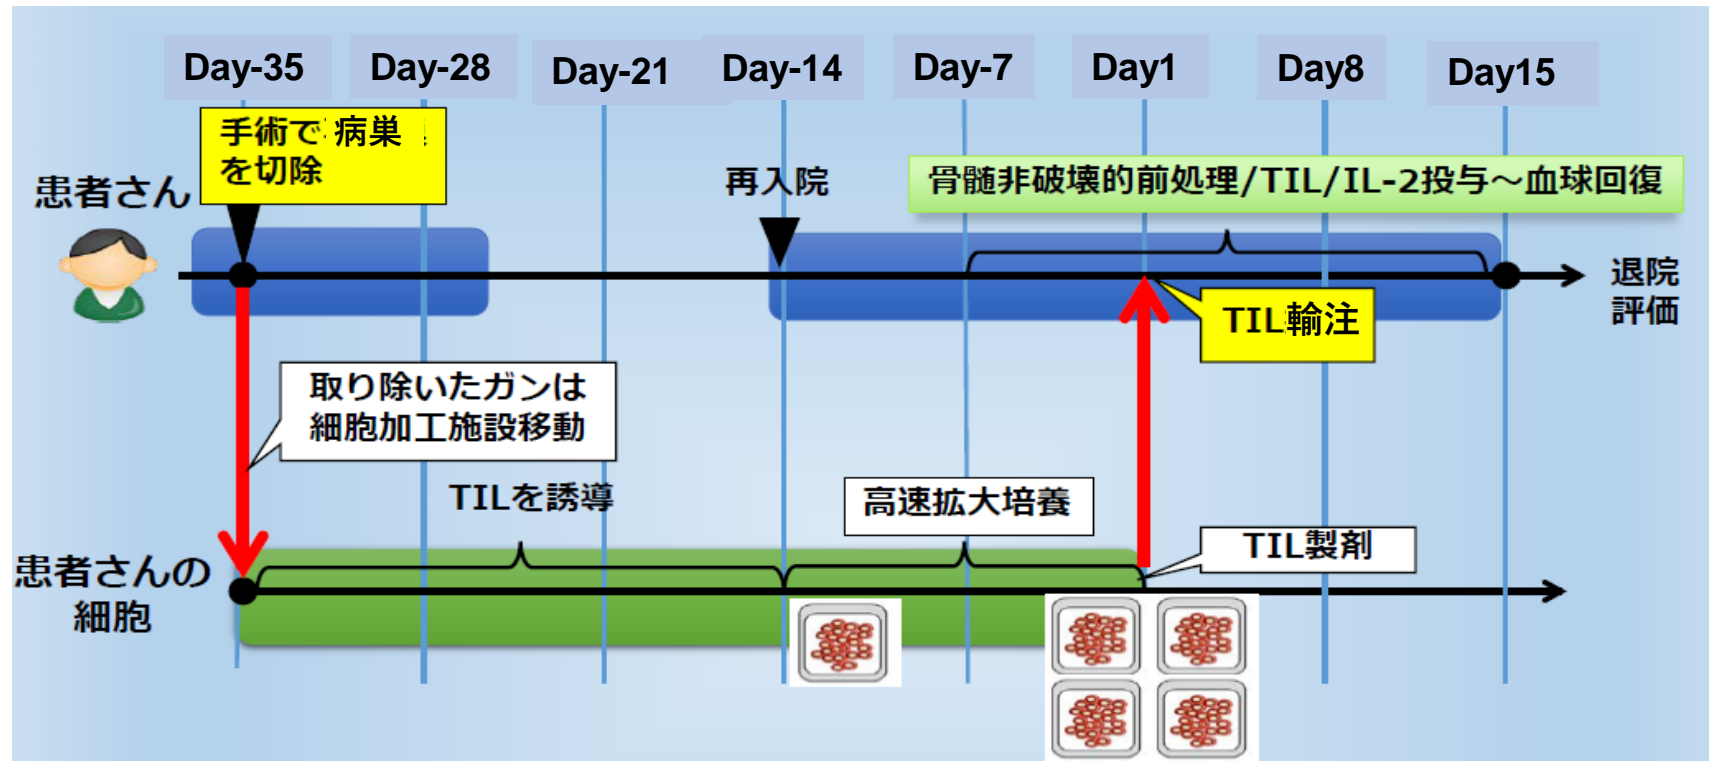 Day-35
Day-28
Day-21
Day-14
Day-7
Day1
Day8
Day15
手術で 病巣
を切除
患者さん
再入院
骨髄非破壊的前処理/TIL/IL-2投与～血球回復
退院
評価
TIL輸注
取り除いたガンは
細胞加工施設移動
TILを誘導
高速拡大培養
TIL製剤
患者さんの
細胞